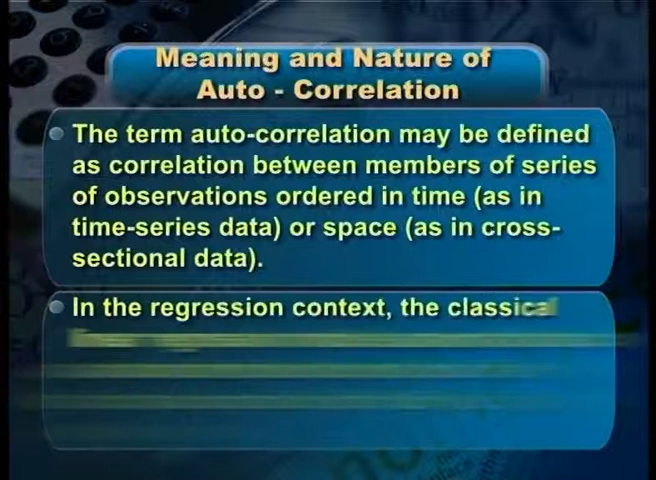 Meaning and Nature of
Auto - Correlation
The term auto-correlation may be defined
as correlation between members of series
of observations ordered in time (as in
time-series data) or space (as in cross-
sectional data).
In the regression context, the classical